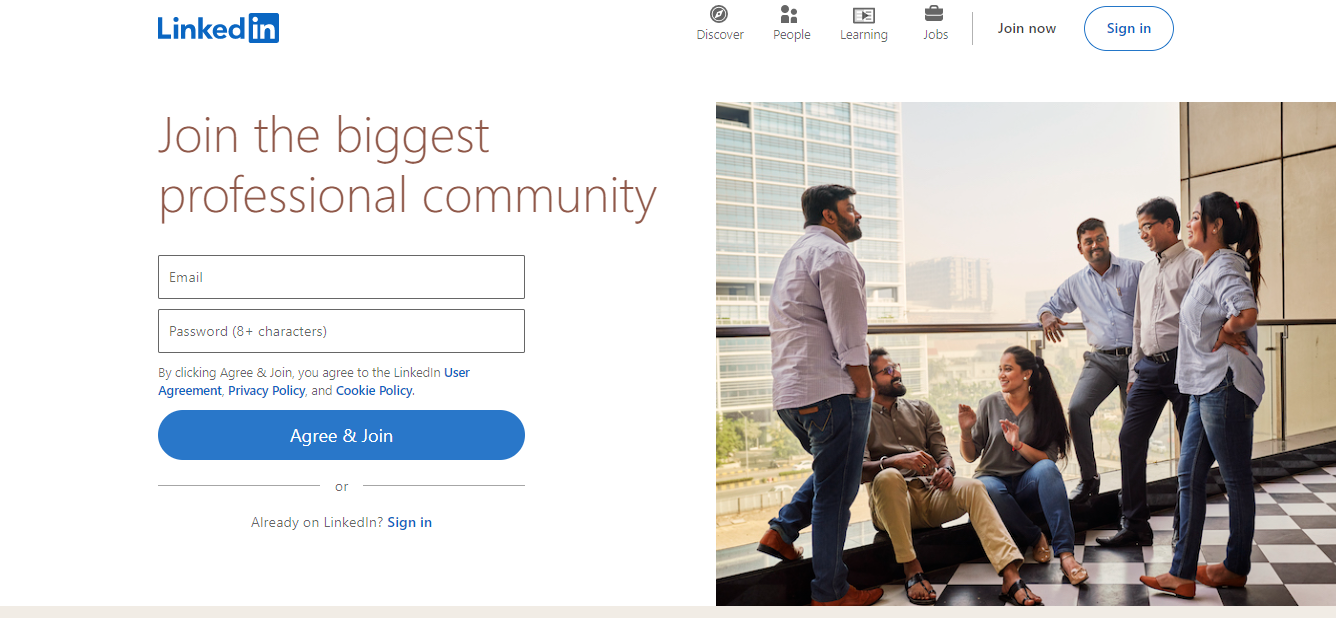 LinkedIn
Discover
People
Learning
Jobs
Join now
Sign in
Join the biggest
professional community
Email
Password (8+ characters)
By clicking Agree & Join, you agree to the LinkedIn User
Agreement, Privacy Policy, and Cookie Policy.
Agree & Join
or
Already on LinkedIn? Sign in